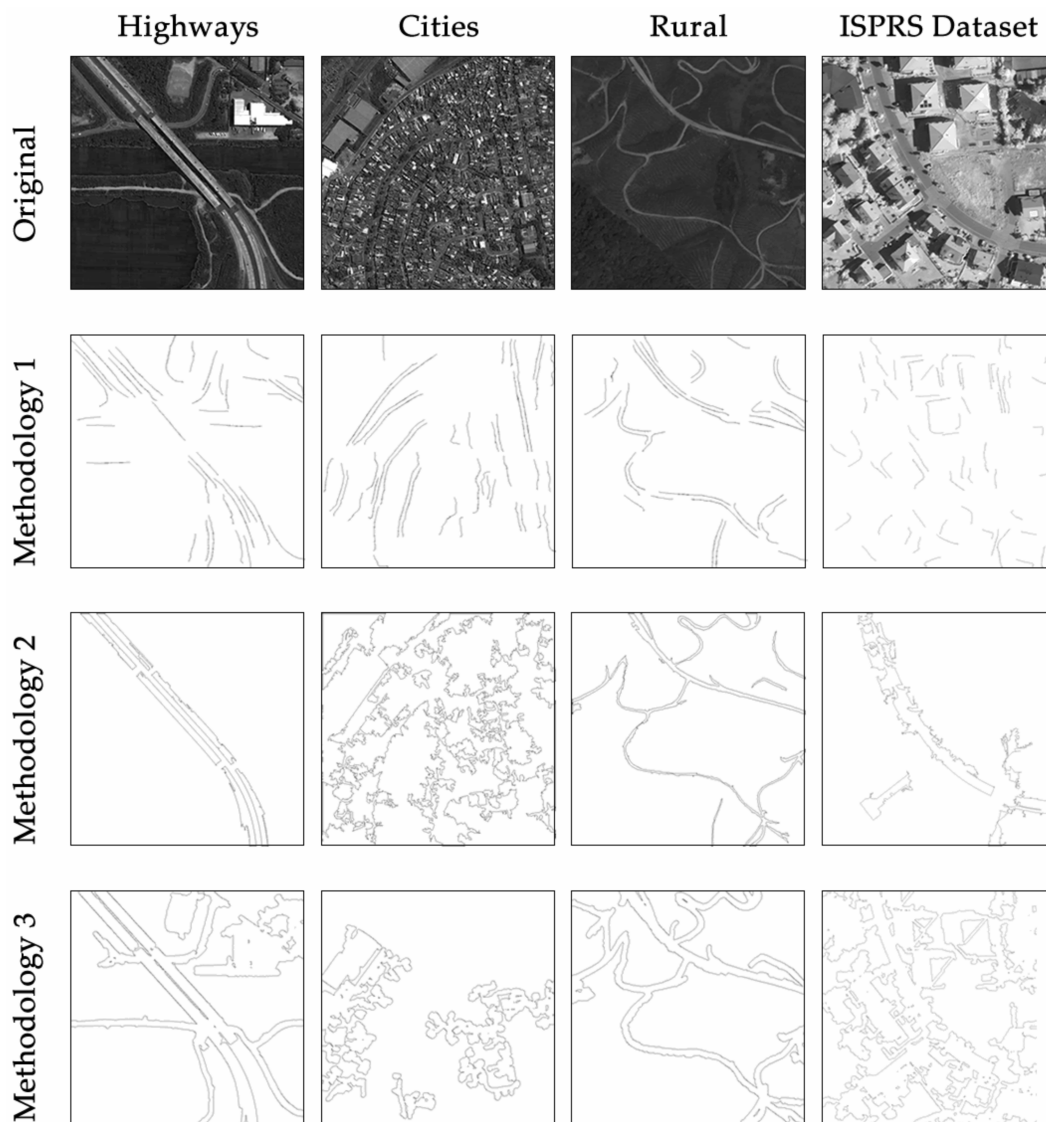 Highways
Cities
Rural
ISPRS Dataset
Original
Methodology 1
Methodology 2
Methodology 3